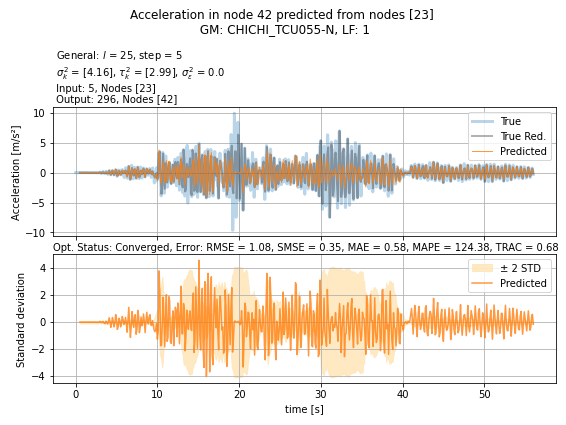 Acceleration in node 42 predicted from nodes [23]
GM: CHICHI_TCU055-N, LF: 1
General: l = 25, step = 5
σ²ₖ = [4.16], τ²ₖ = [2.99], σ²ε = 0.0
Input: 5, Nodes [23]
Output: 296, Nodes [42]
Acceleration [m/s²]
10
5
0
−5
−10
True
True Red.
Predicted
Opt. Status: Converged, Error: RMSE = 1.08, SMSE = 0.35, MAE = 0.58, MAPE = 124.38, TRAC = 0.68
Standard deviation
4
2
0
−2
−4
± 2 STD
Predicted
0 10 20 30 40 50
time [s]